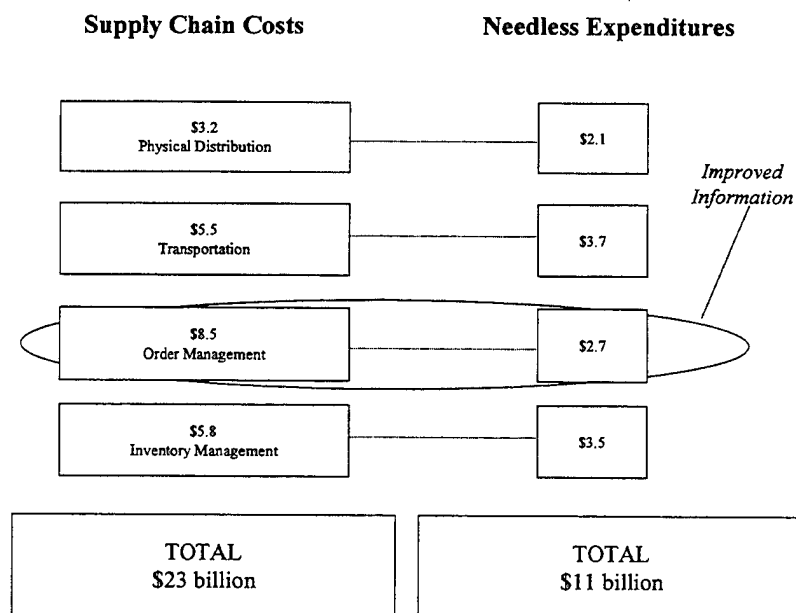 Supply Chain Costs
Needless Expenditures
$3.2
Physical Distribution
$2.1
Improved
Information
$5.5
Transportation
$3.7
$8.5
Order Management
$2.7
$5.8
Inventory Management
$3.5
TOTAL
$23 billion
TOTAL
$11 billion